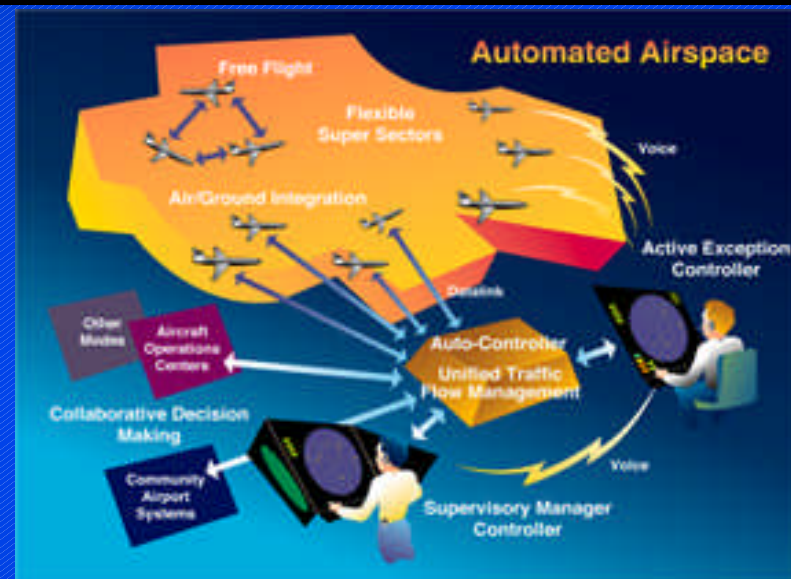 Automated Airspace
Free Flight
Flexible
Super Sectors
Voice
Air/Ground Integration
Active Exception
Controller
Datalink
Other
Modes
Aircraft
Operations
Centers
Auto-Controller
Unified Traffic
Flow Management
Collaborative Decision
Making
Community
Airport
Systems
Voice
Supervisory Manager
Controller